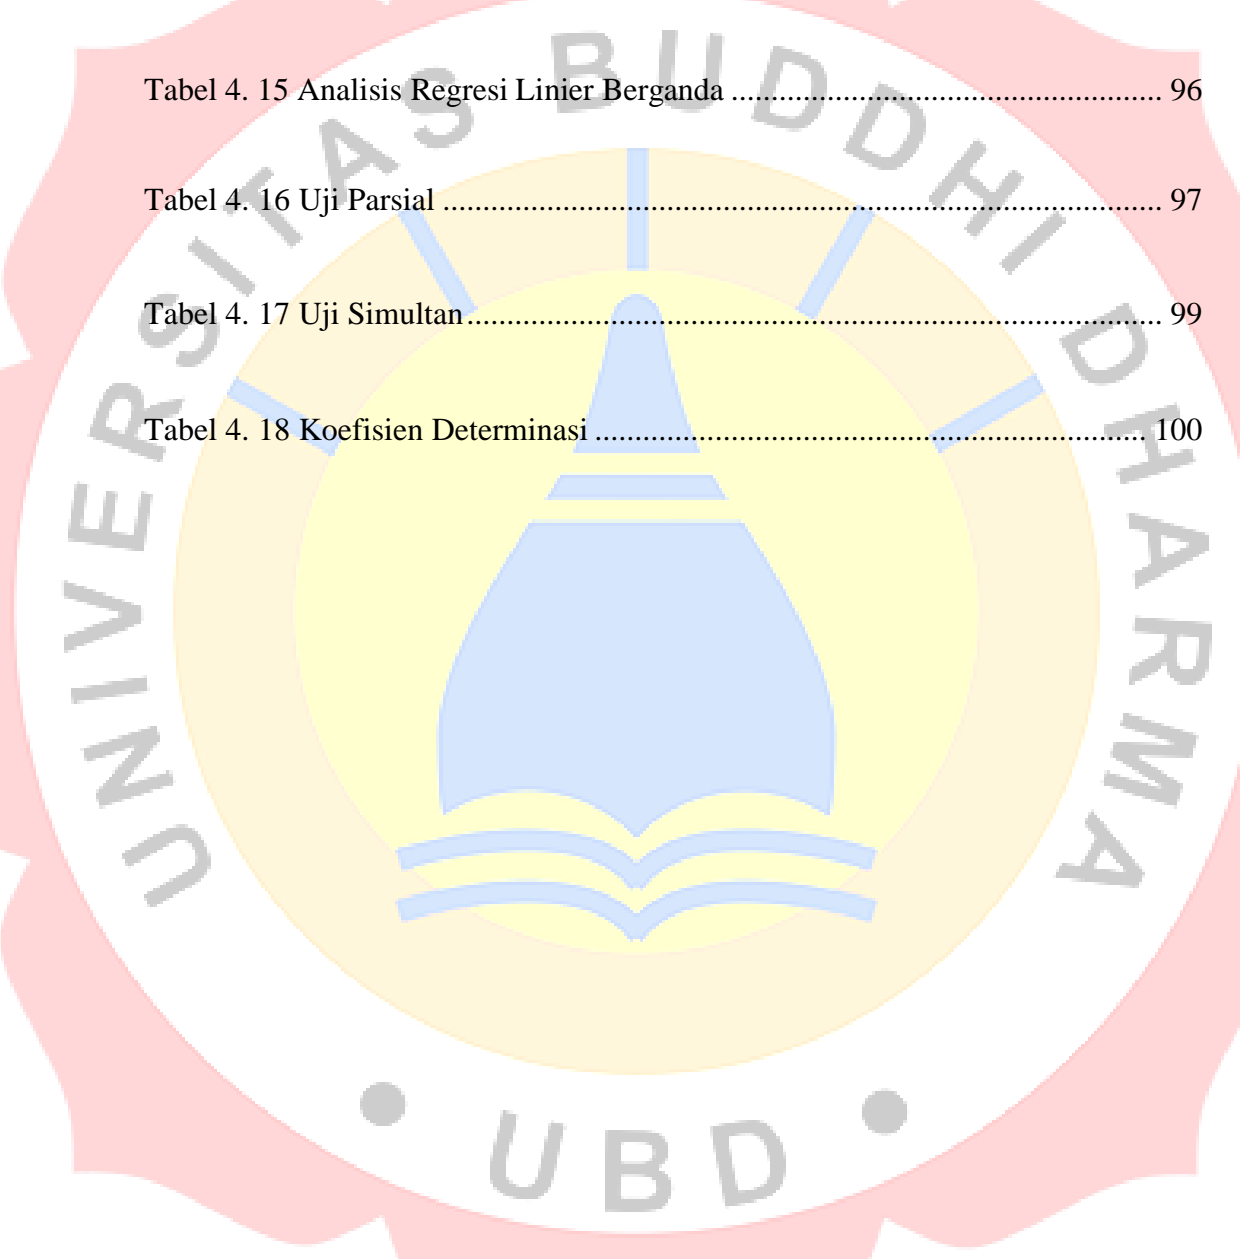 Tabel 4. 15 Analisis Regresi Linier Berganda ..................................................... 96
Tabel 4. 16 Uji Parsial ......................................................................................... 97
Tabel 4. 17 Uji Simultan...................................................................................... 99
Tabel 4. 18 Koefisien Determinasi .................................................................... 100
UNIVERSITAS BUDDHI DHARMA
• UBD •